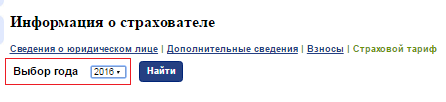 Информация о страхователе
Сведения о юридическом лице | Дополнительные сведения | Взносы | Страховой тариф
Выбор года 2016 Найти